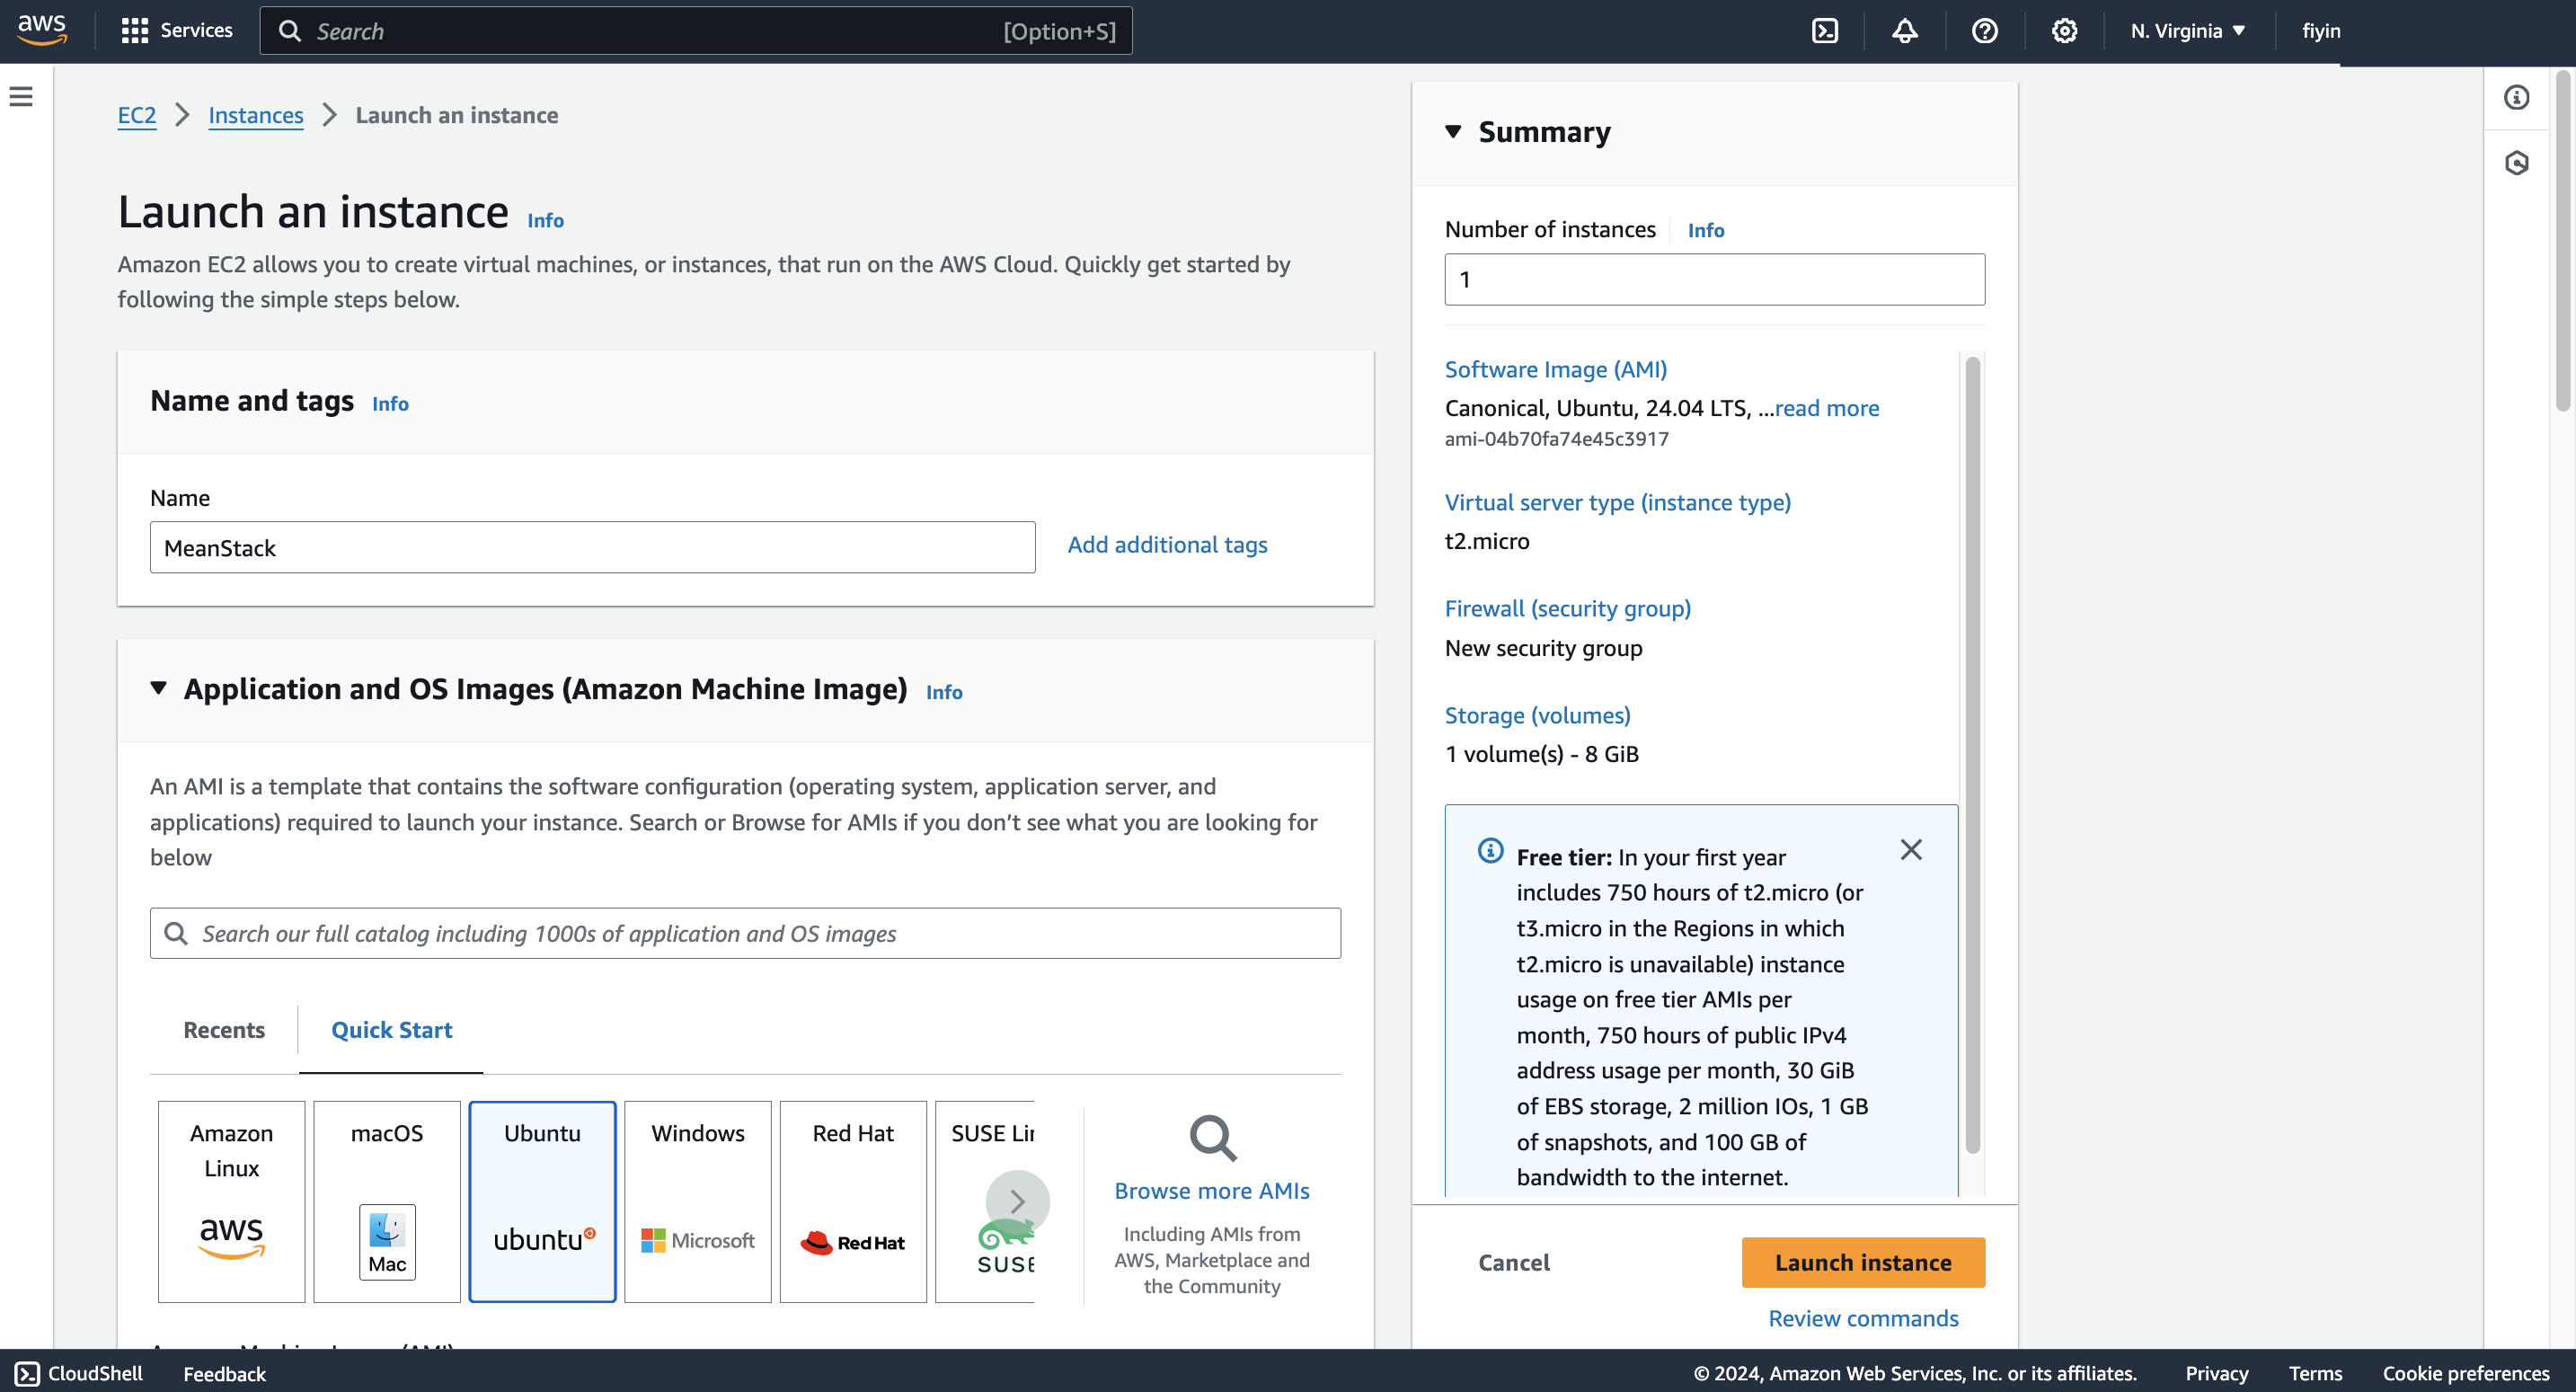 aws
Services
Search
[Option+S]
N. Virginia
fiyin
EC2
Instances
Launch an instance
Launch an instance Info
Amazon EC2 allows you to create virtual machines, or instances, that run on the AWS Cloud. Quickly get started by
following the simple steps below.
Name and tags Info
Name
MeanStack
Add additional tags
Application and OS Images (Amazon Machine Image) Info
An AMI is a template that contains the software configuration (operating system, application server, and
applications) required to launch your instance. Search or Browse for AMIs if you don't see what you are looking for
below
Search our full catalog including 1000s of application and OS images
Recents
Quick Start
Amazon
Linux
aws
macOS
Mac
Ubuntu
ubuntu
Windows
Microsoft
Red Hat
Red Hat
SUSE Lin
SUSE
Browse more AMIs
Including AMIs from
AWS, Marketplace and
the Community
Summary
Number of instances Info
1
Software Image (AMI)
Canonical, Ubuntu, 24.04 LTS, ...read more
ami-04b70fa74e45c3917
Virtual server type (instance type)
t2.micro
Firewall (security group)
New security group
Storage (volumes)
1 volume(s) - 8 GiB
Free tier: In your first year
includes 750 hours of t2.micro (or
t3.micro in the Regions in which
t2.micro is unavailable) instance
usage on free tier AMIs per
month, 750 hours of public IPv4
address usage per month, 30 GiB
of EBS storage, 2 million IOs, 1 GB
of snapshots, and 100 GB of
bandwidth to the internet.
Cancel
Launch instance
Review commands
CloudShell
Feedback
© 2024, Amazon Web Services, Inc. or its affiliates.
Privacy
Terms
Cookie preferences